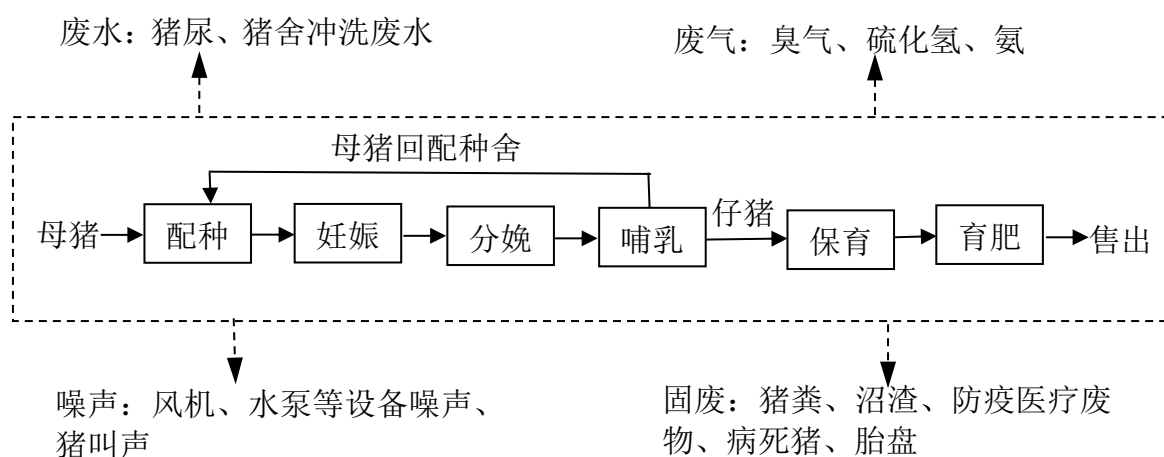 废水：猪尿、猪舍冲洗废水
废气：臭气、硫化氢、氨
母猪回配种舍
母猪
配种
妊娠
分娩
哺乳
仔猪
保育
育肥
售出
噪声：风机、水泵等设备噪声、
猪叫声
固废：猪粪、沼渣、防疫医疗废
物、病死猪、胎盘